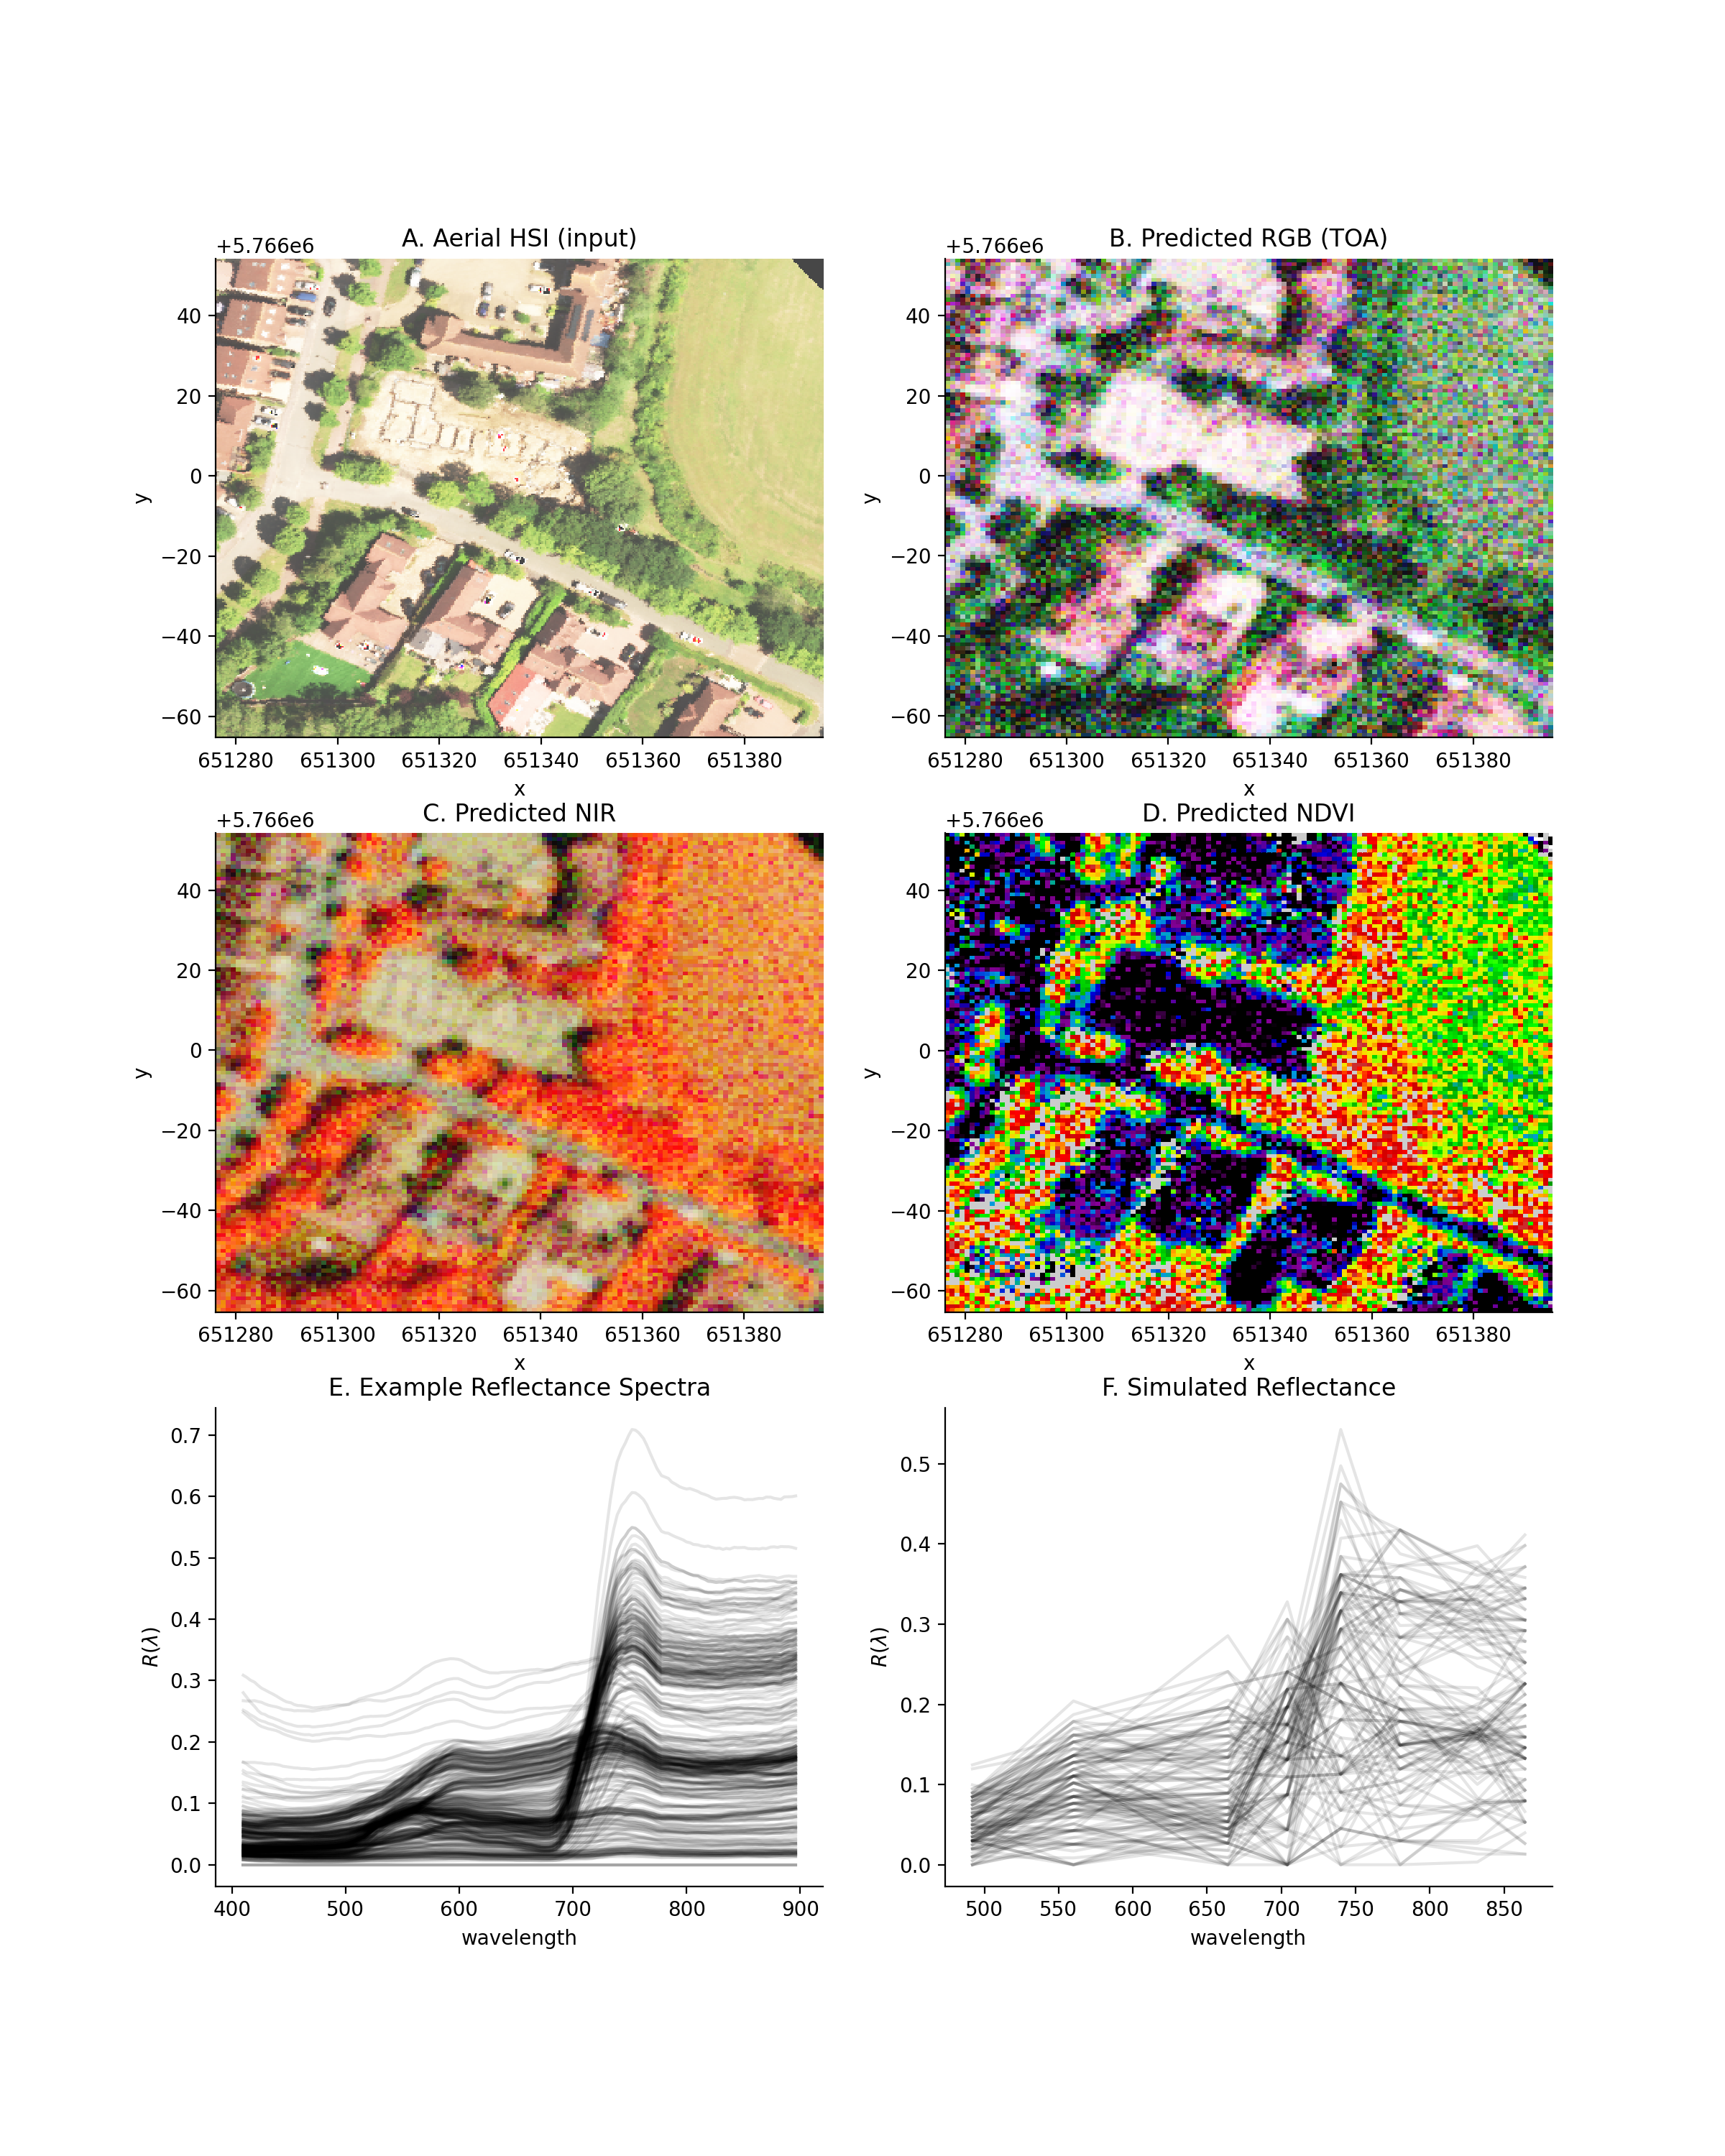 A. Aerial HSI (input)
+5.766e6
40
20
0
−20
−40
−60
y
651280 651300 651320 651340 651360 651380
x
B. Predicted RGB (TOA)
+5.766e6
40
20
0
−20
−40
−60
y
651280 651300 651320 651340 651360 651380
x
C. Predicted NIR
+5.766e6
40
20
0
−20
−40
−60
y
651280 651300 651320 651340 651360 651380
x
D. Predicted NDVI
+5.766e6
40
20
0
−20
−40
−60
y
651280 651300 651320 651340 651360 651380
x
E. Example Reflectance Spectra
0.7
0.6
0.5
0.4
0.3
0.2
0.1
0.0
R(λ)
400 500 600 700 800 900
wavelength
F. Simulated Reflectance
0.5
0.4
0.3
0.2
0.1
0.0
R(λ)
500 550 600 650 700 750 800 850
wavelength